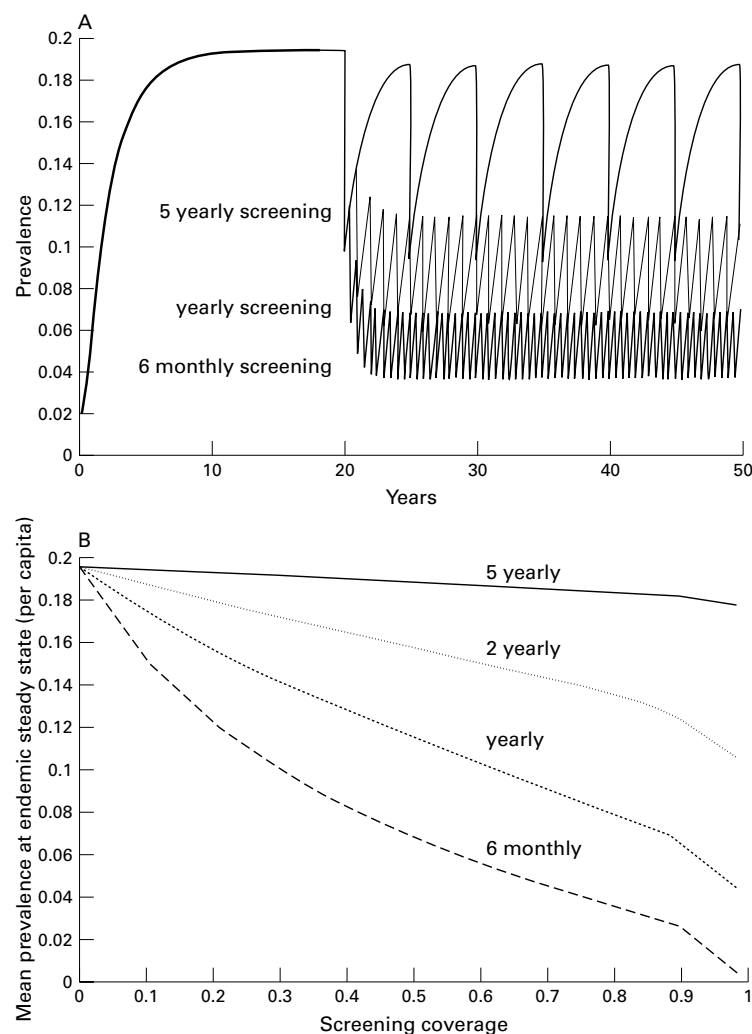 A
0.2
0.18
0.16
0.14
0.12
0.1
0.08
0.06
0.04
0.02
0
Prevalence
5 yearly screening
yearly screening
6 monthly screening
0 10 20 30 40 50
Years
B
0.2
0.18
0.16
0.14
0.12
0.1
0.08
0.06
0.04
0.02
0
Mean prevalence at endemic steady state (per capita)
5 yearly
2 yearly
yearly
6 monthly
0 0.1 0.2 0.3 0.4 0.5 0.6 0.7 0.8 0.9 1
Screening coverage